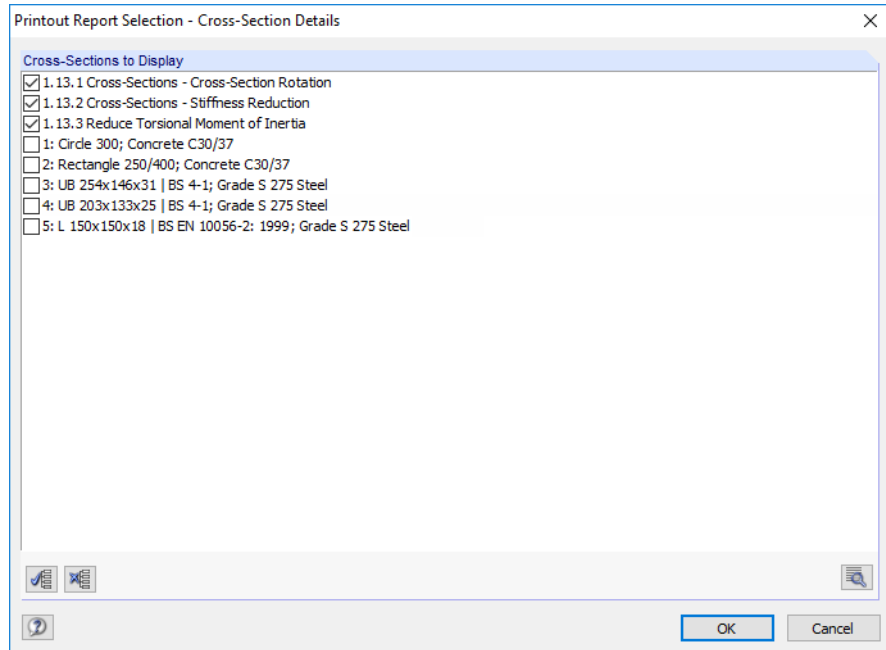 Printout Report Selection - Cross-Section Details
Cross-Sections to Display
1.13.1 Cross-Sections - Cross-Section Rotation
1.13.2 Cross-Sections - Stiffness Reduction
1.13.3 Reduce Torsional Moment of Inertia
1: Circle 300; Concrete C30/37
2: Rectangle 250/400; Concrete C30/37
3: UB 254x146x31 | BS 4-1; Grade S 275 Steel
4: UB 203x133x25 | BS 4-1; Grade S 275 Steel
5: L 150x150x18 | BS EN 10056-2: 1999; Grade S 275 Steel
OK Cancel